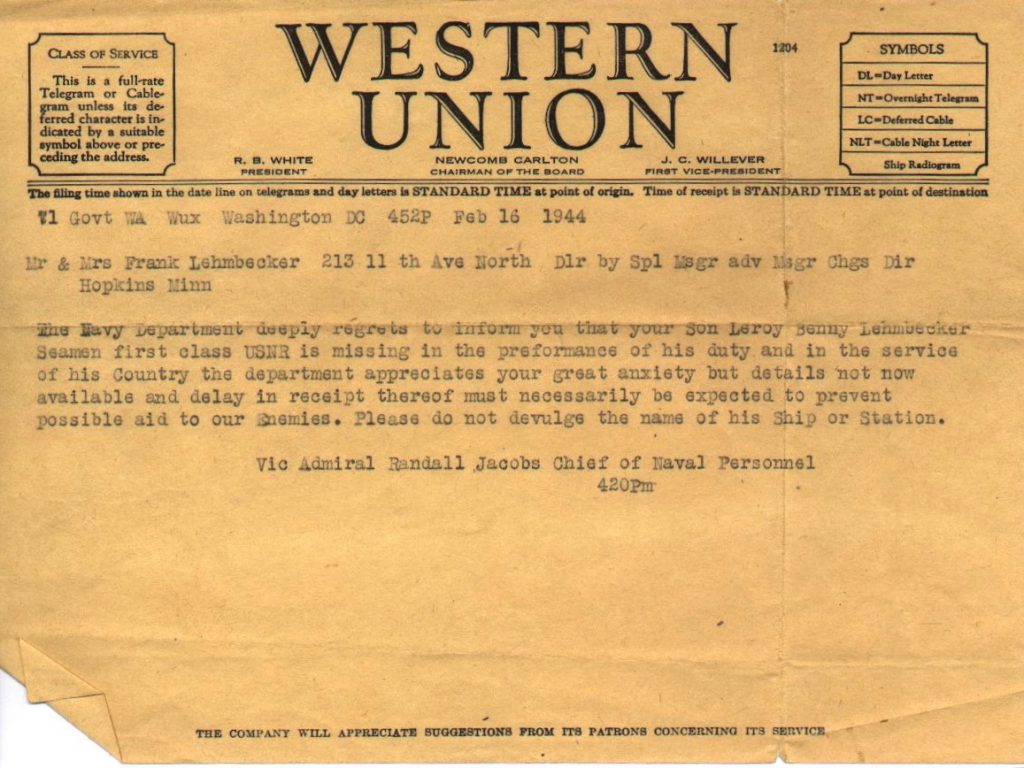 CLASS OF SERVICE
This is a full-rate
Telegram or Cable-
gram unless its de-
ferred character is in-
dicated by a suitable
symbol above or pre-
ceding the address.
WESTERN
UNION
1204
SYMBOLS
DL=Day Letter
NT=Overnight Telegram
LC=Deferred Cable
NLT=Cable Night Letter
Ship Radiogram
R. B. WHITE
PRESIDENT
NEWCOMB CARLTON
CHAIRMAN OF THE BOARD
J. C. WILLEVER
FIRST VICE-PRESIDENT
The filing time shown in the date line on telegrams and day letters is STANDARD TIME at point of origin. Time of receipt is STANDARD TIME at point of destination
71 Govt WA Wux Washington DC 452P Feb 16 1944
Mr & Mrs Frank Lehmbecker 213 11 th Ave North Dlr by Spl Msgr adv Msgr Chgs Dir
Hopkins Minn
The Navy Department deeply regrets to inform you that your Son Leroy Benny Lehmbecker
Seamen first class USNR is missing in the preformance of his duty and in the service
of his Country the department appreciates your great anxiety but details not now
available and delay in receipt thereof must necessarily be expected to prevent
possible aid to our Enemies. Please do not devulge the name of his Ship or Station.
Vic Admiral Randall Jacobs Chief of Naval Personnel
420Pm
THE COMPANY WILL APPRECIATE SUGGESTIONS FROM ITS PATRONS CONCERNING ITS SERVICE